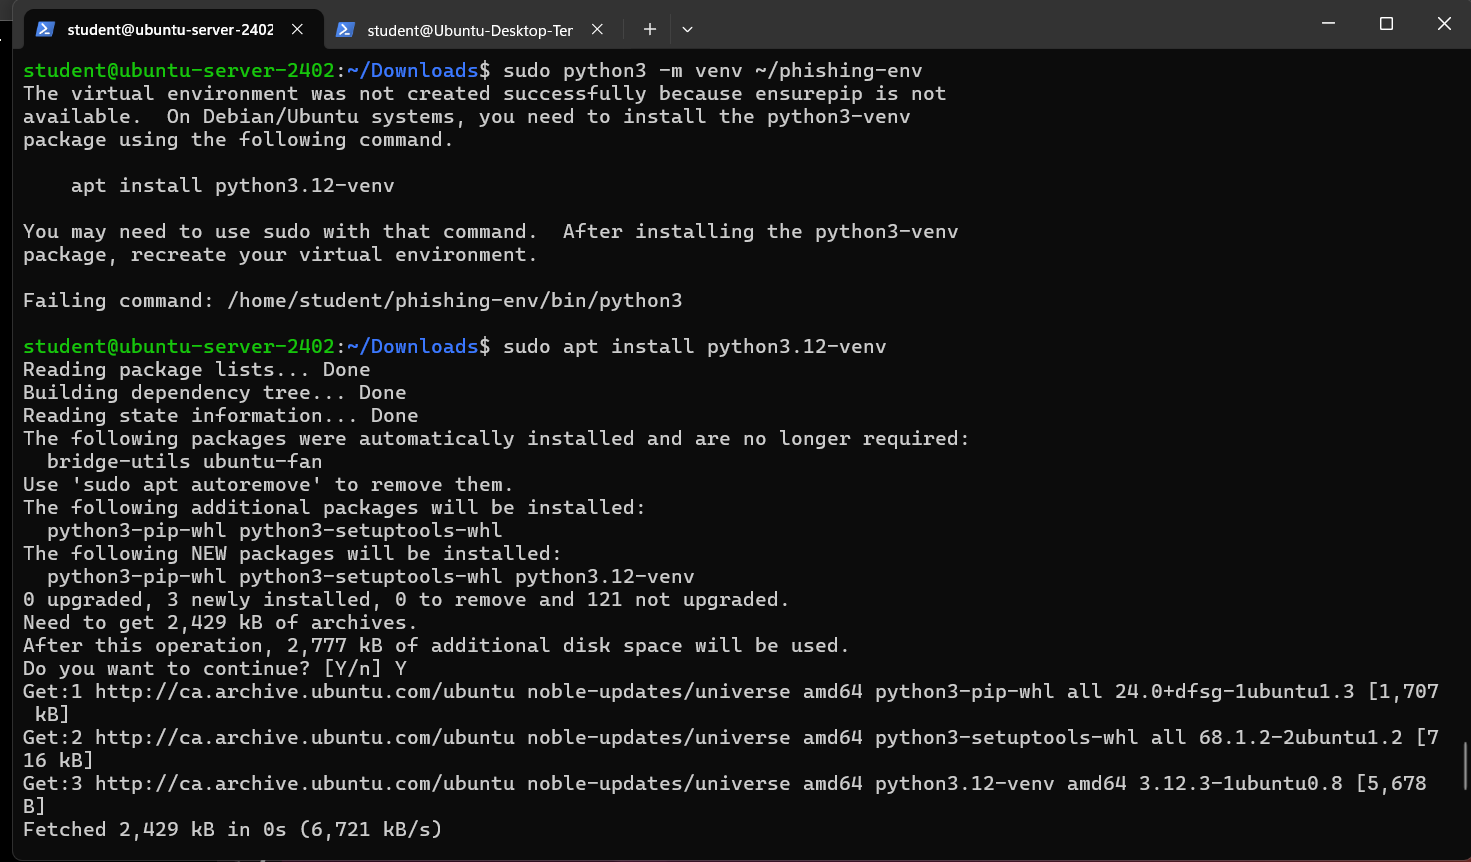 student@ubuntu-server-2402
student@Ubuntu-Desktop-Ter
student@ubuntu-server-2402:~/Downloads$ sudo python3 -m venv ~/phishing-env
The virtual environment was not created successfully because ensurepip is not
available.  On Debian/Ubuntu systems, you need to install the python3-venv
package using the following command.
    apt install python3.12-venv
You may need to use sudo with that command.  After installing the python3-venv
package, recreate your virtual environment.
Failing command: /home/student/phishing-env/bin/python3
student@ubuntu-server-2402:~/Downloads$ sudo apt install python3.12-venv
Reading package lists... Done
Building dependency tree... Done
Reading state information... Done
The following packages were automatically installed and are no longer required:
  bridge-utils ubuntu-fan
Use 'sudo apt autoremove' to remove them.
The following additional packages will be installed:
  python3-pip-whl python3-setuptools-whl
The following NEW packages will be installed:
  python3-pip-whl python3-setuptools-whl python3.12-venv
0 upgraded, 3 newly installed, 0 to remove and 121 not upgraded.
Need to get 2,429 kB of archives.
After this operation, 2,777 kB of additional disk space will be used.
Do you want to continue? [Y/n] Y
Get:1 http://ca.archive.ubuntu.com/ubuntu noble-updates/universe amd64 python3-pip-whl all 24.0+dfsg-1ubuntu1.3 [1,707
 kB]
Get:2 http://ca.archive.ubuntu.com/ubuntu noble-updates/universe amd64 python3-setuptools-whl all 68.1.2-2ubuntu1.2 [7
16 kB]
Get:3 http://ca.archive.ubuntu.com/ubuntu noble-updates/universe amd64 python3.12-venv amd64 3.12.3-1ubuntu0.8 [5,678
B]
Fetched 2,429 kB in 0s (6,721 kB/s)